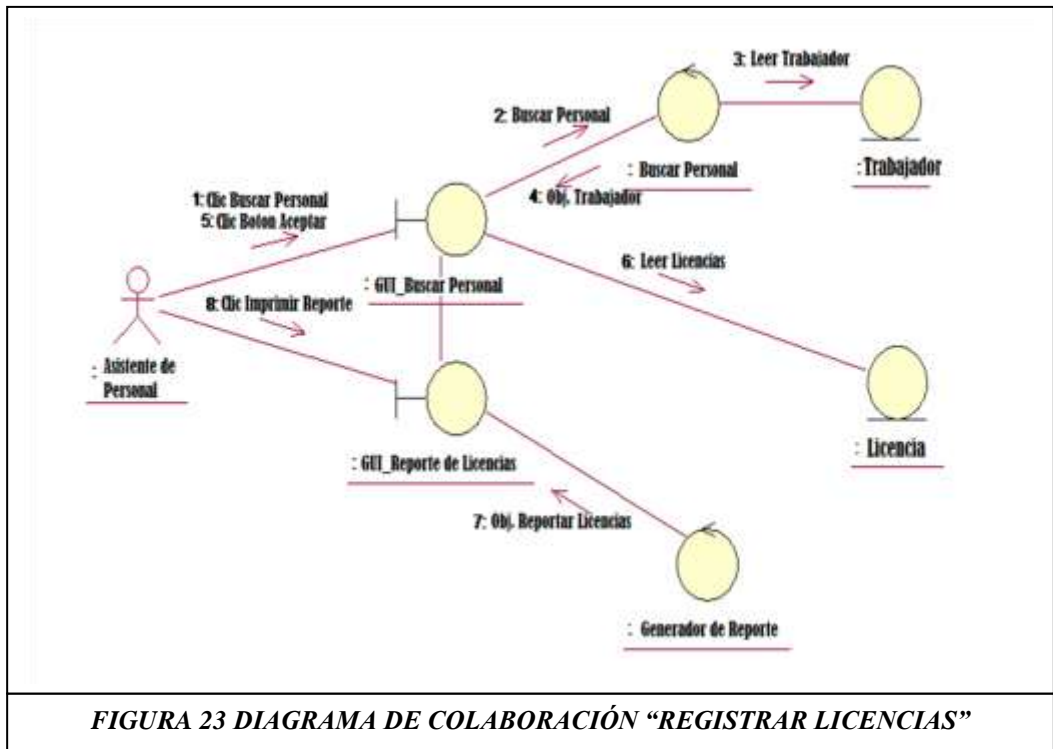 3: Leer Trabajador
2: Buscar Personal
: Buscar Personal
: Trabajador
4: Obj. Trabajador
1: Clic Buscar Personal
5: Clic Boton Aceptar
6: Leer Licencias
: GUI_Buscar Personal
8: Clic Imprimir Reporte
: Asistente de
Personal
: Licencia
: GUI_Reporte de Licencias
7: Obj. Reportar Licencias
: Generador de Reporte
FIGURA 23 DIAGRAMA DE COLABORACIÓN “REGISTRAR LICENCIAS”